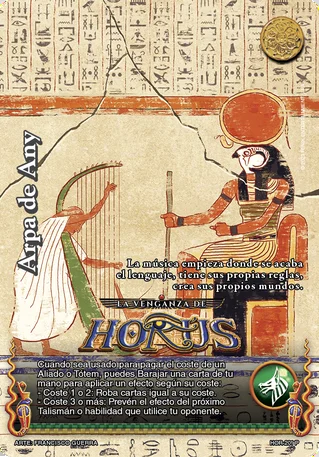 Arpa de Any
La música empieza donde se acaba
el lenguaje, tiene sus propias reglas,
crea sus propios mundos.
LA VENGANZA DE
HORUS
Cuando sea usado para pagar el coste de un
Aliado o Tótem, puedes Barajar una carta de tu
mano para aplicar un efecto según su coste.
- Coste 1 o 2: Roba cartas igual a su coste.
- Coste 3 o más: Prevén el efecto del próximo
Talismán o habilidad que utilice tu oponente.
ARTE: FRANCISCO GUERRA